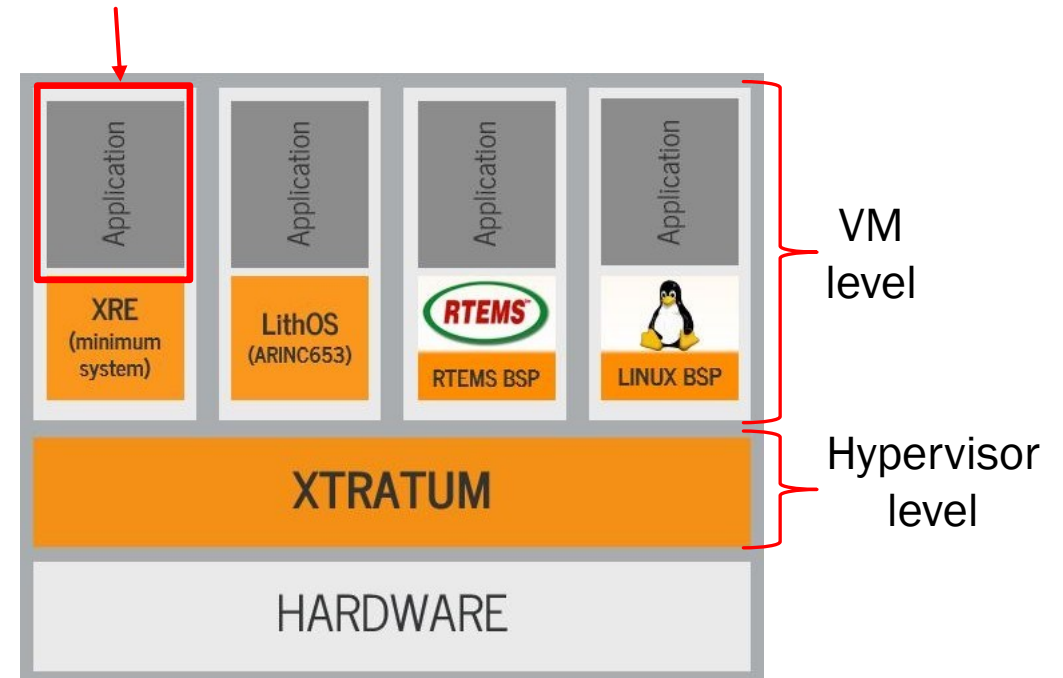 Application
Application
Application
Application
XRE
(minimum
system)
LithOS
(ARINC653)
RTEMS
RTEMS BSP
LINUX BSP
VM
level
XTRATUM
Hypervisor
level
HARDWARE